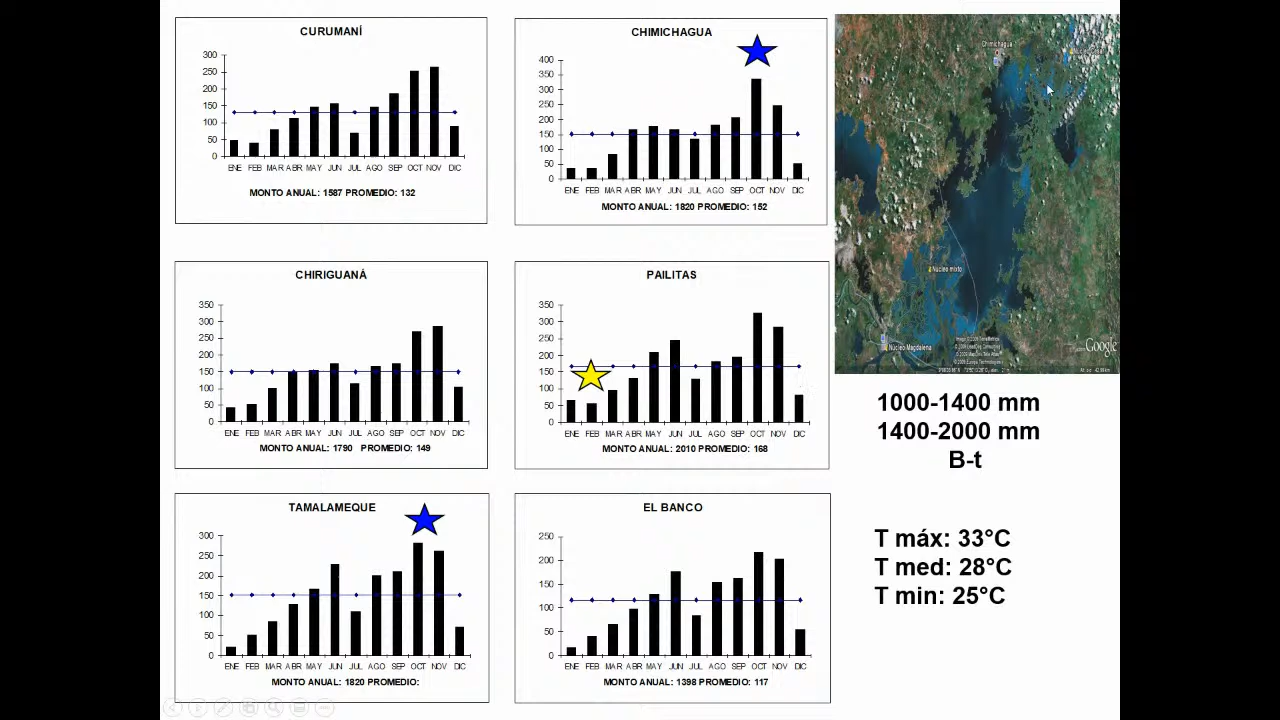 CURUMANÍ
300
250
200
150
100
50
0
ENE FEB MAR ABR MAY JUN JUL AGO SEP OCT NOV DIC
MONTO ANUAL: 1587 PROMEDIO: 132
CHIMICHAGUA
400
350
300
250
200
150
100
50
0
ENE FEB MAR ABR MAY JUN JUL AGO SEP OCT NOV DIC
MONTO ANUAL: 1820 PROMEDIO: 152
Chimichagua
Núcleo mixto
Núcleo Magdalena
Google
CHIRIGUANÁ
350
300
250
200
150
100
50
0
ENE FEB MAR ABR MAY JUN JUL AGO SEP OCT NOV DIC
MONTO ANUAL: 1790 PROMEDIO: 149
PAILITAS
350
300
250
200
150
100
50
0
ENE FEB MAR ABR MAY JUN JUL AGO SEP OCT NOV DIC
MONTO ANUAL: 2010 PROMEDIO: 168
1000-1400 mm
1400-2000 mm
B-t
TAMALAMEQUE
300
250
200
150
100
50
0
ENE FEB MAR ABR MAY JUN JUL AGO SEP OCT NOV DIC
MONTO ANUAL: 1820 PROMEDIO:
EL BANCO
250
200
150
100
50
0
ENE FEB MAR ABR MAY JUN JUL AGO SEP OCT NOV DIC
MONTO ANUAL: 1398 PROMEDIO: 117
T máx: 33°C
T med: 28°C
T min: 25°C